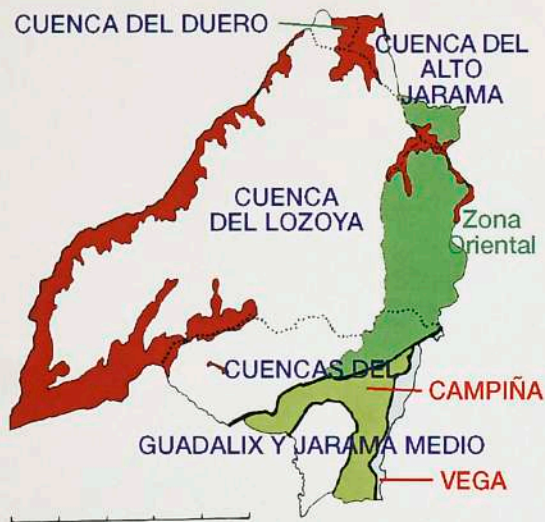 CUENCA DEL DUERO
CUENCA DEL
ALTO
JARAMA
CUENCA
DEL LOZOYA
Zona
Oriental
CUENCAS DEL
CAMPIÑA
GUADALIX Y JARAMA MEDIO
VEGA